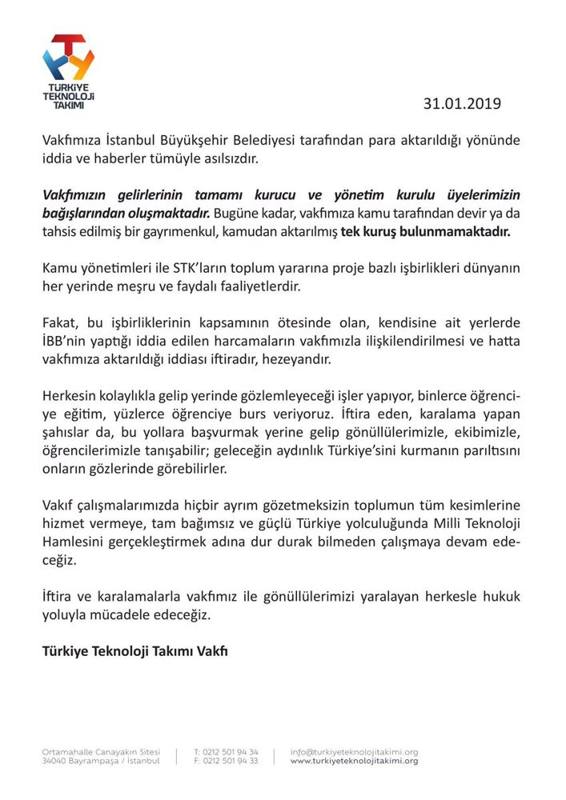 TÜRKİYE
TEKNOLOJİ
TAKIMI
31.01.2019
Vakfımıza İstanbul Büyükşehir Belediyesi tarafından para aktarıldığı yönünde
iddia ve haberler tümüyle asılsızdır.
Vakfımızın gelirlerinin tamamı kurucu ve yönetim kurulu üyelerimizin
bağışlarından oluşmaktadır. Bugüne kadar, vakfımıza kamu tarafından devir ya da
tahsis edilmiş bir gayrımenkul, kamudan aktarılmış tek kuruş bulunmamaktadır.
Kamu yönetimleri ile STK'ların toplum yararına proje bazlı işbirlikleri dünyanın
her yerinde meşru ve faydalı faaliyetlerdir.
Fakat, bu işbirliklerinin kapsamının ötesinde olan, kendisine ait yerlerde
İBB'nin yaptığı iddia edilen harcamaların vakfımızla ilişkilendirilmesi ve hatta
vakfımıza aktarıldığı iddiası iftiradır, hezeyandır.
Herkesin kolaylıkla gelip yerinde gözlemleyeceği işler yapıyor, binlerce öğrenci-
ye eğitim, yüzlerce öğrenciye burs veriyoruz. İftira eden, karalama yapan
şahıslar da, bu yollara başvurmak yerine gelip gönüllülerimizle, ekibimizle,
öğrencilerimizle tanışabilir; geleceğin aydınlık Türkiye'sini kurmanın parıltısını
onların gözlerinde görebilirler.
Vakıf çalışmalarımızda hiçbir ayrım gözetmeksizin toplumun tüm kesimlerine
hizmet vermeye, tam bağımsız ve güçlü Türkiye yolculuğunda Milli Teknoloji
Hamlesini gerçekleştirmek adına dur durak bilmeden çalışmaya devam ede-
ceğiz.
İftira ve karalamalarla vakfımız ile gönüllülerimizi yaralayan herkesle hukuk
yoluyla mücadele edeceğiz.
Türkiye Teknoloji Takımı Vakfı
Ortamahalle Canayakın Sitesi
34040 Bayrampaşa / İstanbul
T: 0212 501 94 34
F: 0212 501 94 33
info@turkiyeteknolojitakimi.org
www.turkiyeteknolojitakimi.org